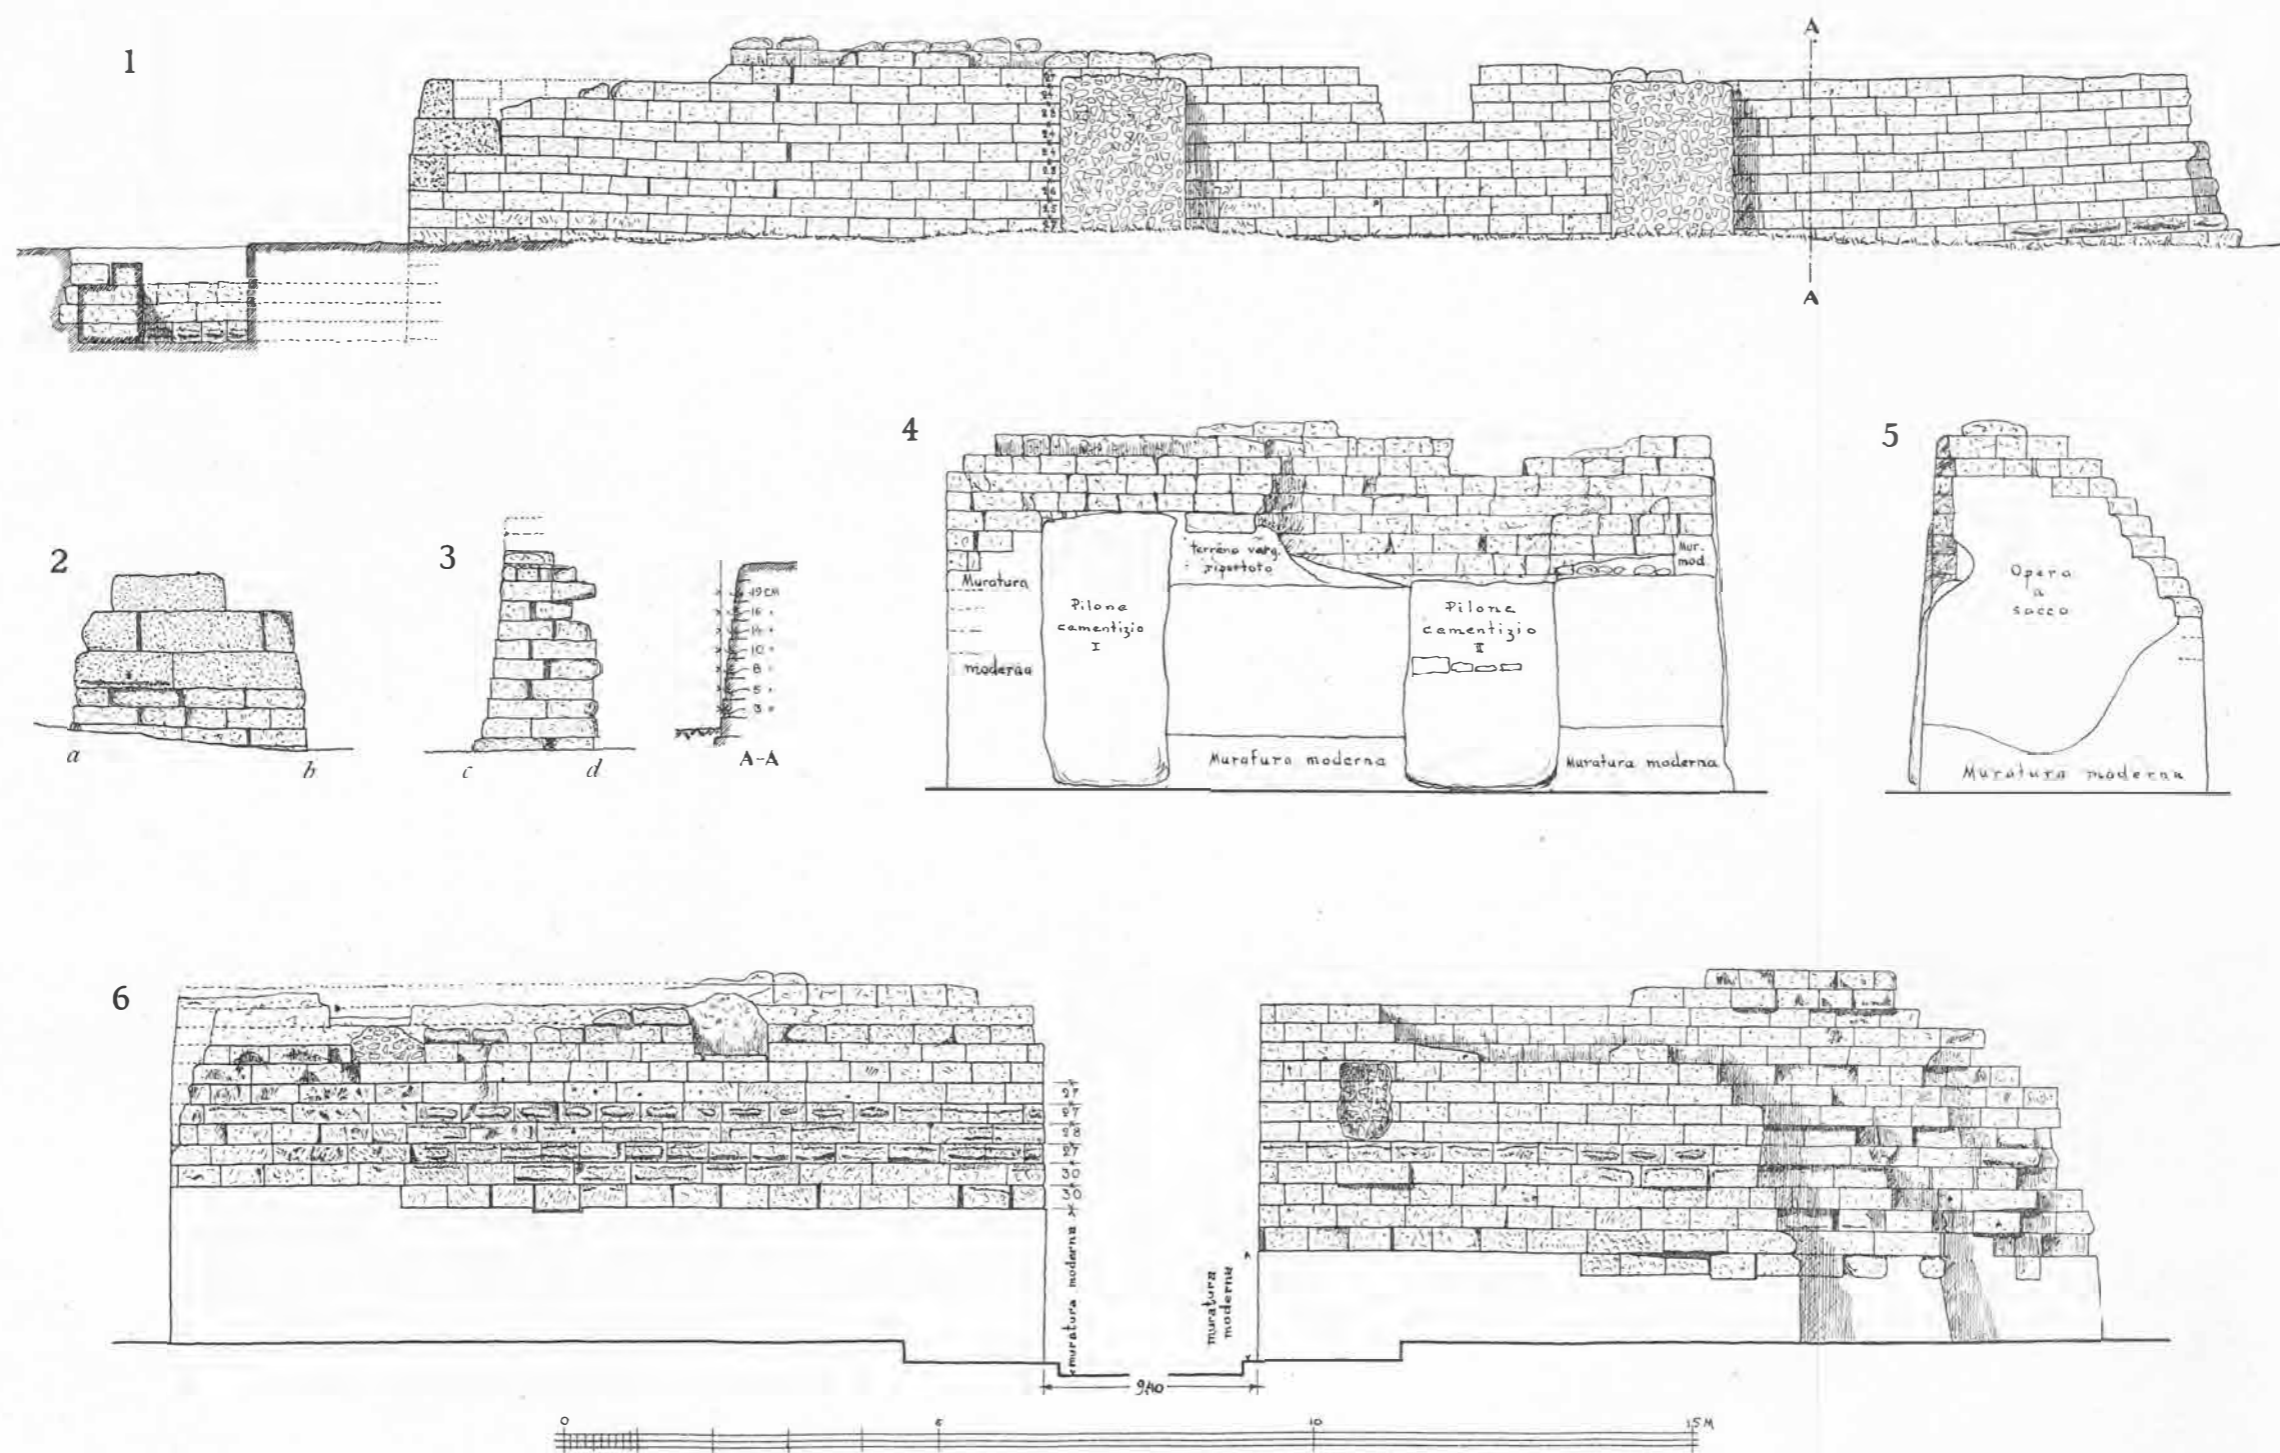 1
A
A
2
a
b
3
c
d
19 CM
16 "
14 "
10 "
8 "
5 "
3 "
A-A
4
Muratura
moderna
Pilone
camentizio
I
terreno verg.
riportato
Pilone
camentizio
II
Mur.
mod.
Muratura moderna
Muratura moderna
5
Opera
a
sacco
Muratura moderna
6
27
27
28
27
30
30
muratura moderna
muratura
moderna
9,40
0
5
10
15 M